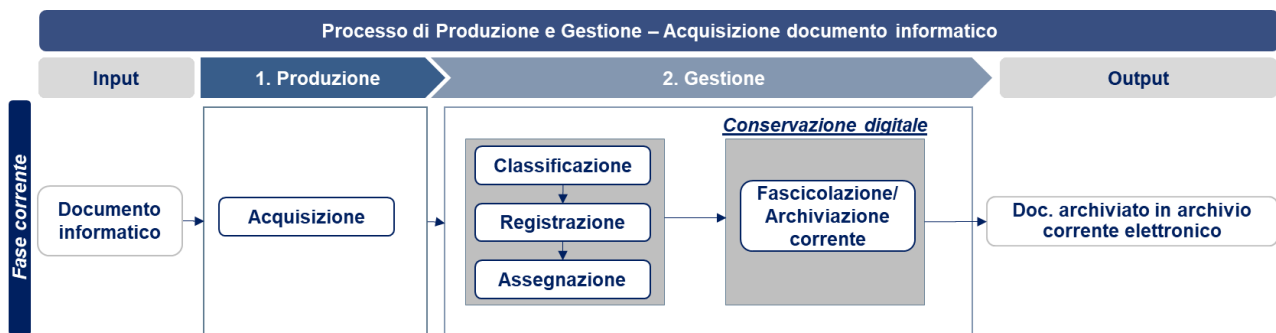 Processo di Produzione e Gestione – Acquisizione documento informatico
Input
1. Produzione
2. Gestione
Output
Fase corrente
Documento
informatico
Acquisizione
Classificazione
Registrazione
Assegnazione
Conservazione digitale
Fascicolazione/
Archiviazione
corrente
Doc. archiviato in archivio
corrente elettronico